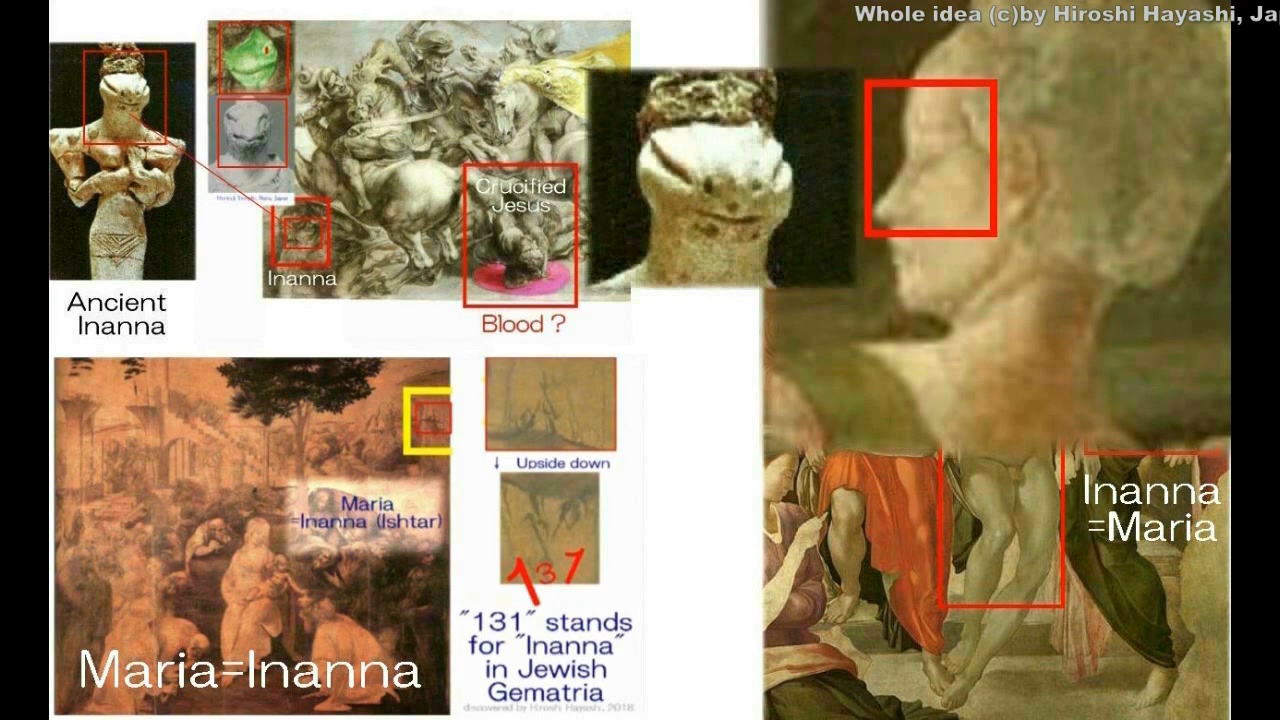 Whole idea (c)by Hiroshi Hayashi, Ja
Crucified
Jesus
Inanna
Ancient
Inanna
Blood ?
↓ Upside down
Maria
=Inanna (Ishtar)
131
"131" stands
for "Inanna"
in Jewish
Gematria
discovered by Hiroshi Hayashi, 2018
Maria=Inanna
Inanna
=Maria